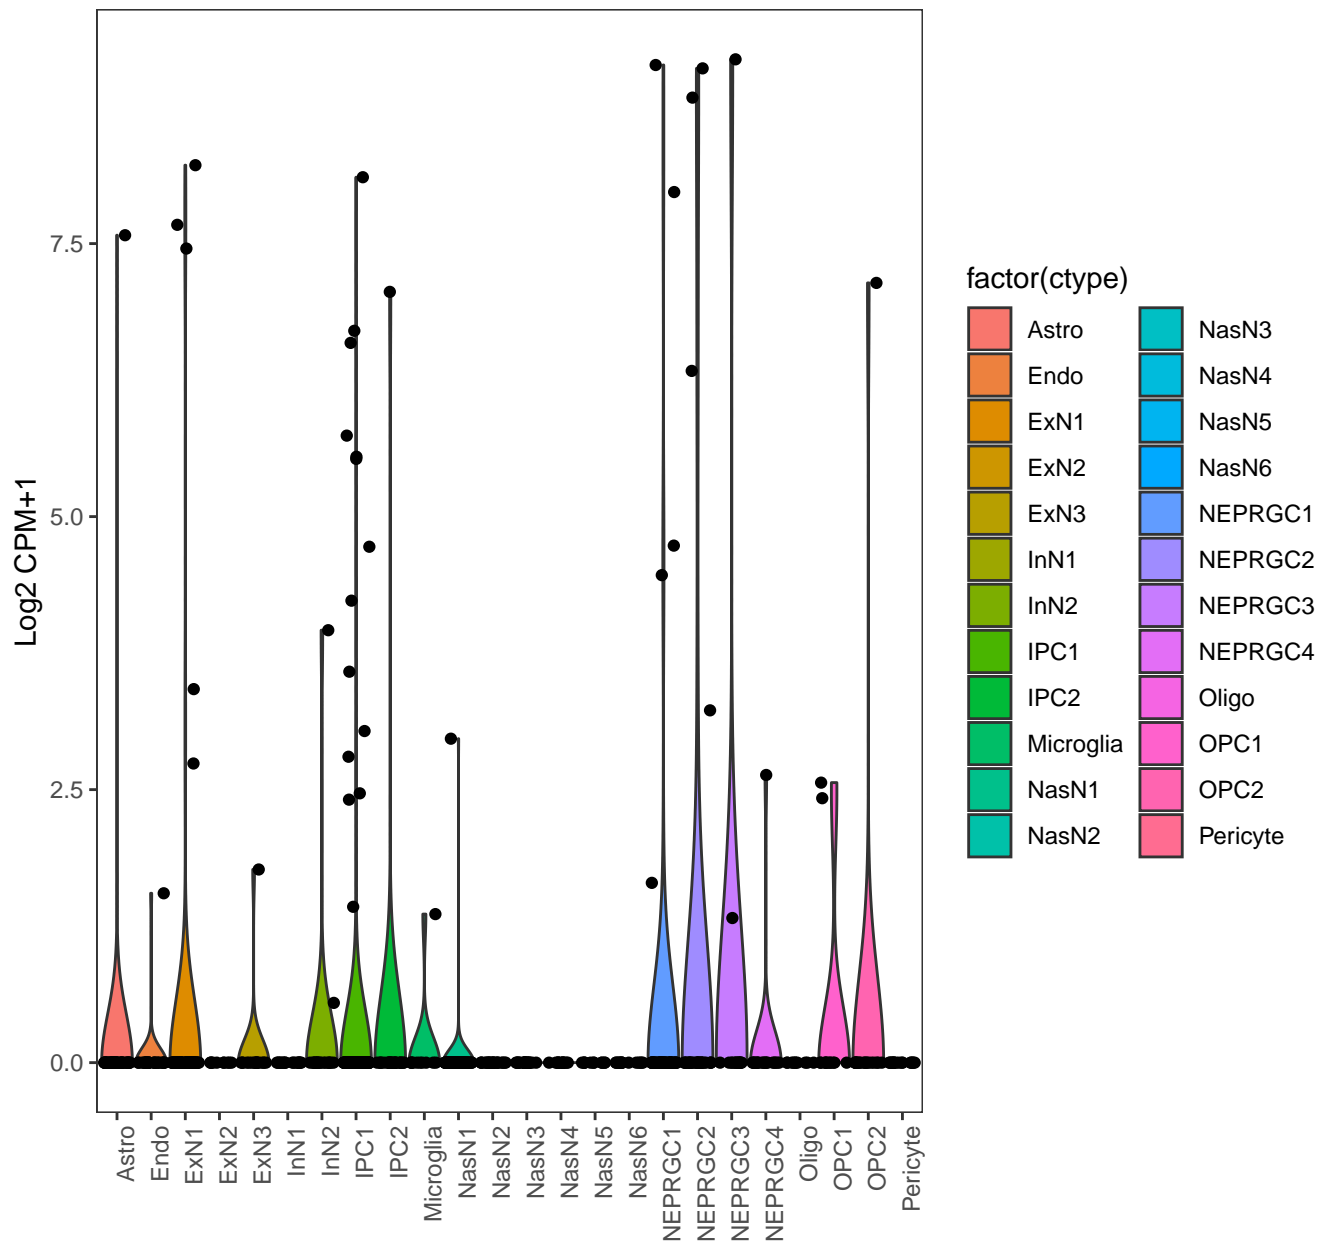 Log2 CPM+1
7.5
5.0
2.5
0.0
Astro
Endo
ExN1
ExN2
ExN3
InN1
InN2
IPC1
IPC2
Microglia
NasN1
NasN2
NasN3
NasN4
NasN5
NasN6
NEPRGC1
NEPRGC2
NEPRGC3
NEPRGC4
Oligo
OPC1
OPC2
Pericyte
factor(ctype)
Astro
Endo
ExN1
ExN2
ExN3
InN1
InN2
IPC1
IPC2
Microglia
NasN1
NasN2
NasN3
NasN4
NasN5
NasN6
NEPRGC1
NEPRGC2
NEPRGC3
NEPRGC4
Oligo
OPC1
OPC2
Pericyte